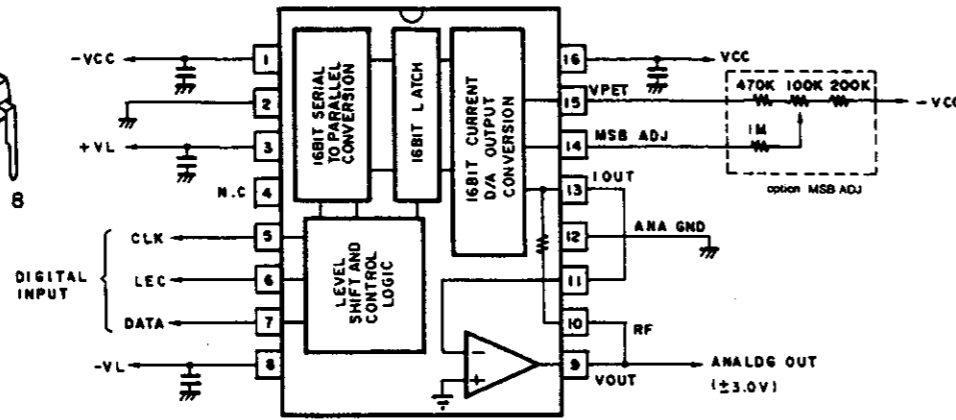 8
-VCC
+VL
N.C
DIGITAL
INPUT
CLK
LEC
DATA
-VL
1
2
3
4
5
6
7
8
16BIT SERIAL
TO PARALLEL
CONVERSION
16BIT LATCH
16BIT CURRENT
D/A OUTPUT
CONVERSION
LEVEL
SHIFT AND
CONTROL
LOGIC
-
+
16
15
14
13
12
11
10
9
VCC
VPET
MSB ADJ
IOUT
ANA GND
RF
VOUT
ANALDG OUT
(±3.0V)
470K 100K 200K
1M
-VCC
option MSB ADJ